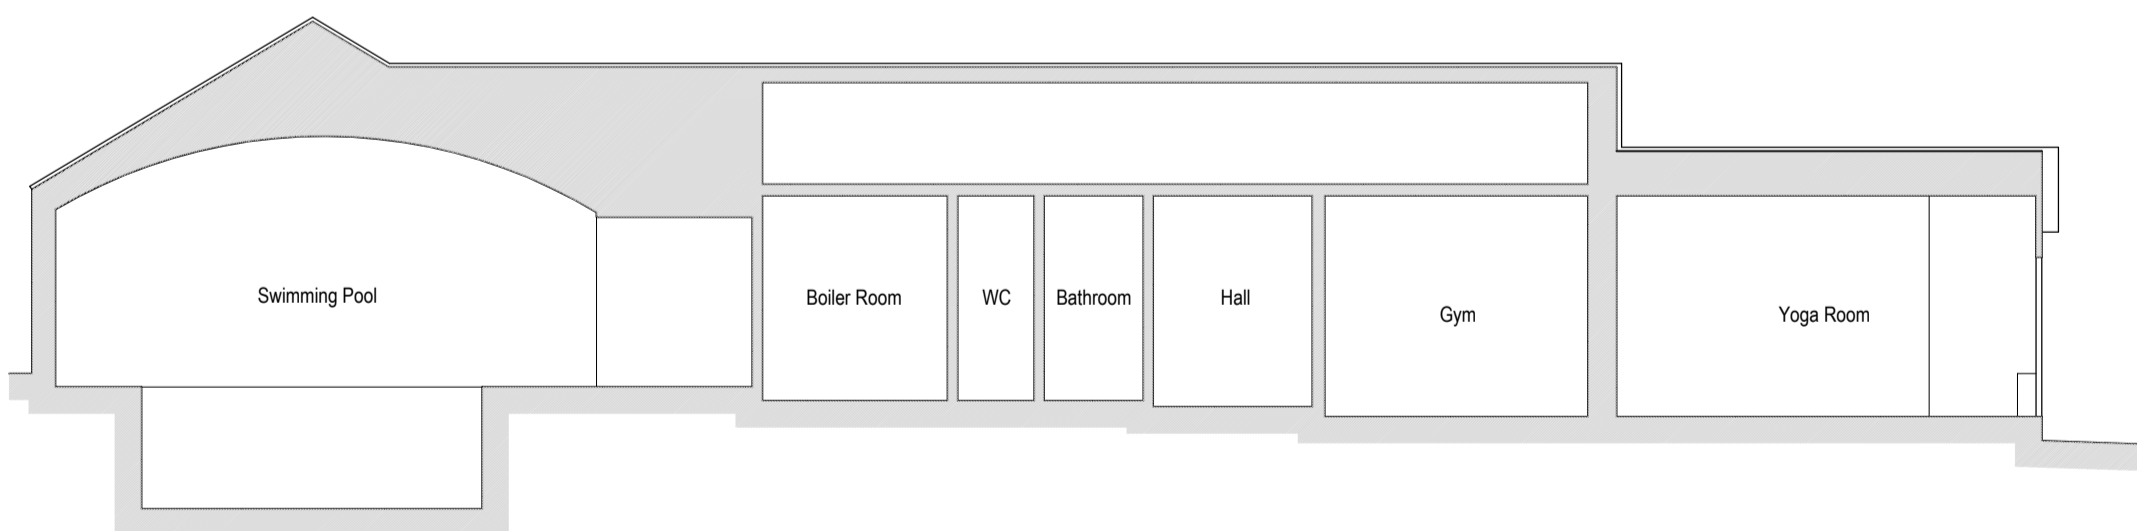 Swimming Pool
Boiler Room
WC
Bathroom
Hall
Gym
Yoga Room